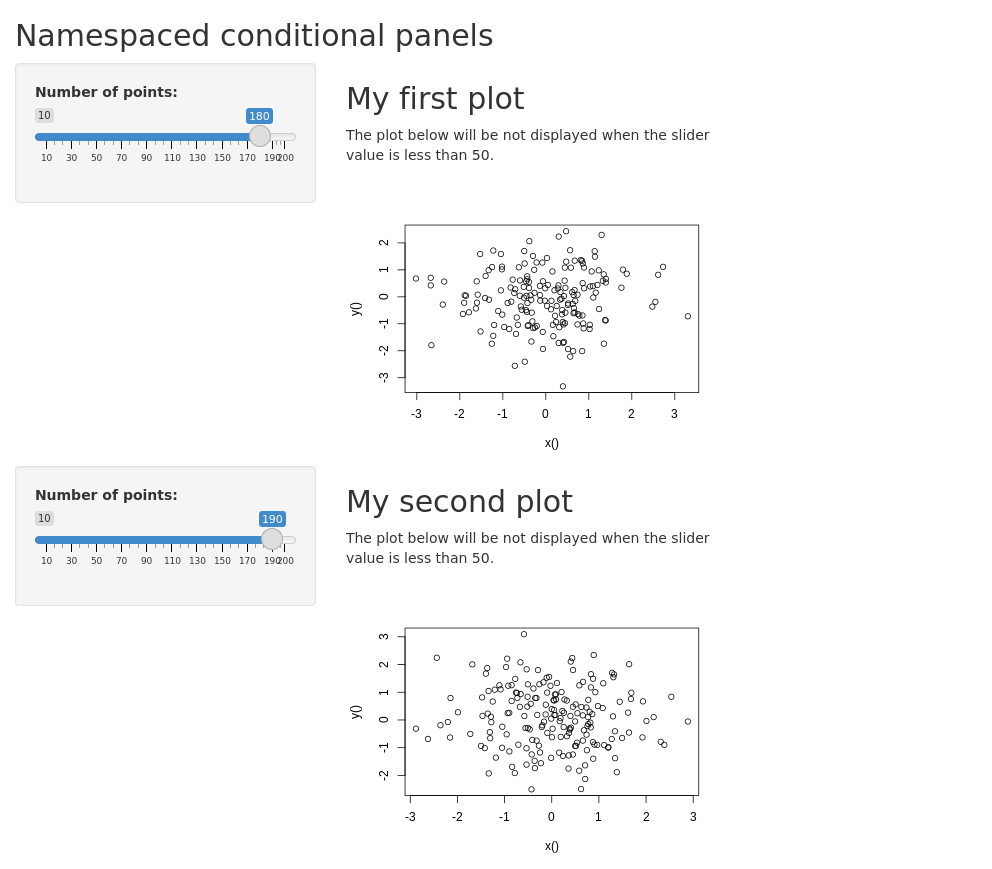 Namespaced conditional panels
Number of points:
10
180
10 30 50 70 90 110 130 150 170 190 200
My first plot
The plot below will be not displayed when the slider
value is less than 50.
y()
2
1
0
-1
-2
-3
-3 -2 -1 0 1 2 3
x()
Number of points:
10
190
10 30 50 70 90 110 130 150 170 190 200
My second plot
The plot below will be not displayed when the slider
value is less than 50.
y()
3
2
1
0
-1
-2
-3 -2 -1 0 1 2 3
x()